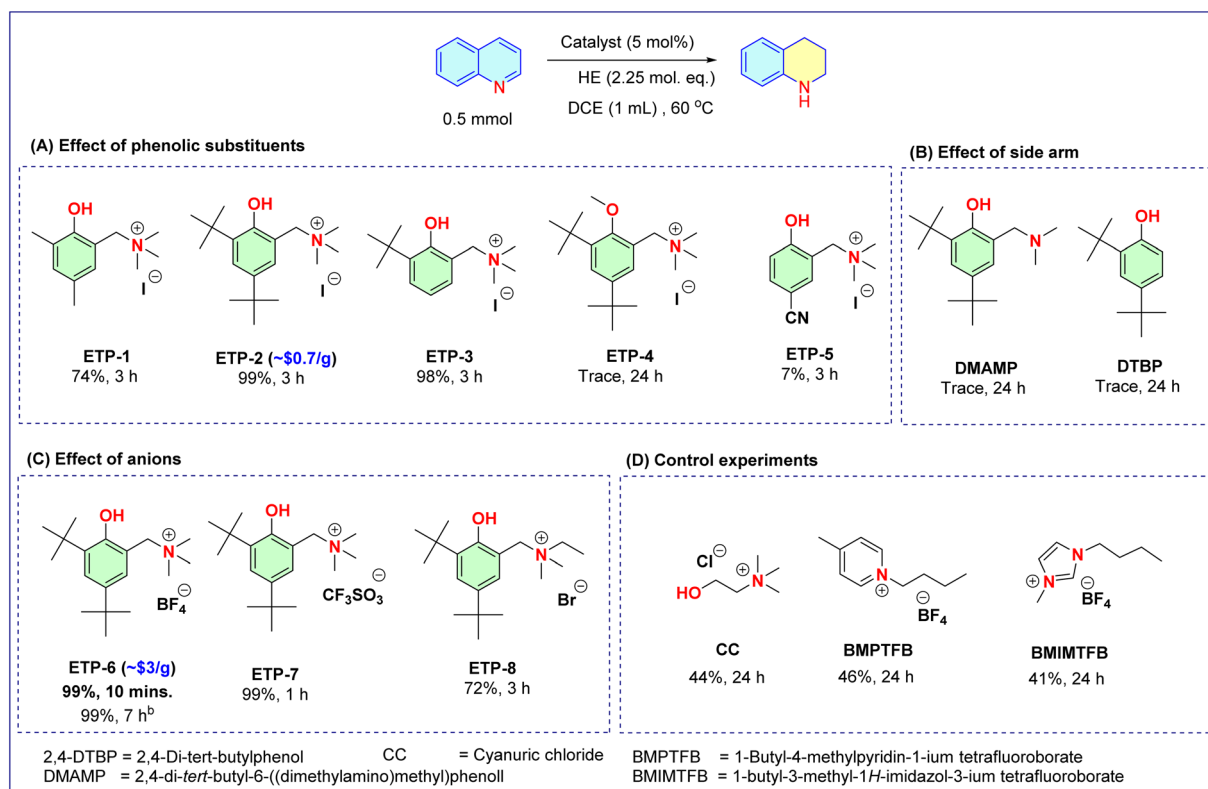 Catalyst (5 mol%)
HE (2.25 mol. eq.)
DCE (1 mL) , 60 °C
N
0.5 mmol
N
H
(A) Effect of phenolic substituents
OH
N
I
ETP-1
74%, 3 h
OH
N
I
ETP-2 (~$0.7/g)
99%, 3 h
OH
N
I
ETP-3
98%, 3 h
O
N
I
ETP-4
Trace, 24 h
OH
N
I
CN
ETP-5
7%, 3 h
(B) Effect of side arm
OH
N
DMAMP
Trace, 24 h
OH
DTBP
Trace, 24 h
(C) Effect of anions
OH
N
BF4
ETP-6 (~$3/g)
99%, 10 mins.
99%, 7 hᵇ
OH
N
CF3SO3
ETP-7
99%, 1 h
OH
N
Br
ETP-8
72%, 3 h
(D) Control experiments
Cl
HO
N
CC
44%, 24 h
N
BF4
BMPTFB
46%, 24 h
N
N
BF4
BMIMTFB
41%, 24 h
2,4-DTBP = 2,4-Di-tert-butylphenol
CC = Cyanuric chloride
BMPTFB = 1-Butyl-4-methylpyridin-1-ium tetrafluoroborate
DMAMP = 2,4-di-tert-butyl-6-((dimethylamino)methyl)phenoll
BMIMTFB = 1-butyl-3-methyl-1H-imidazol-3-ium tetrafluoroborate